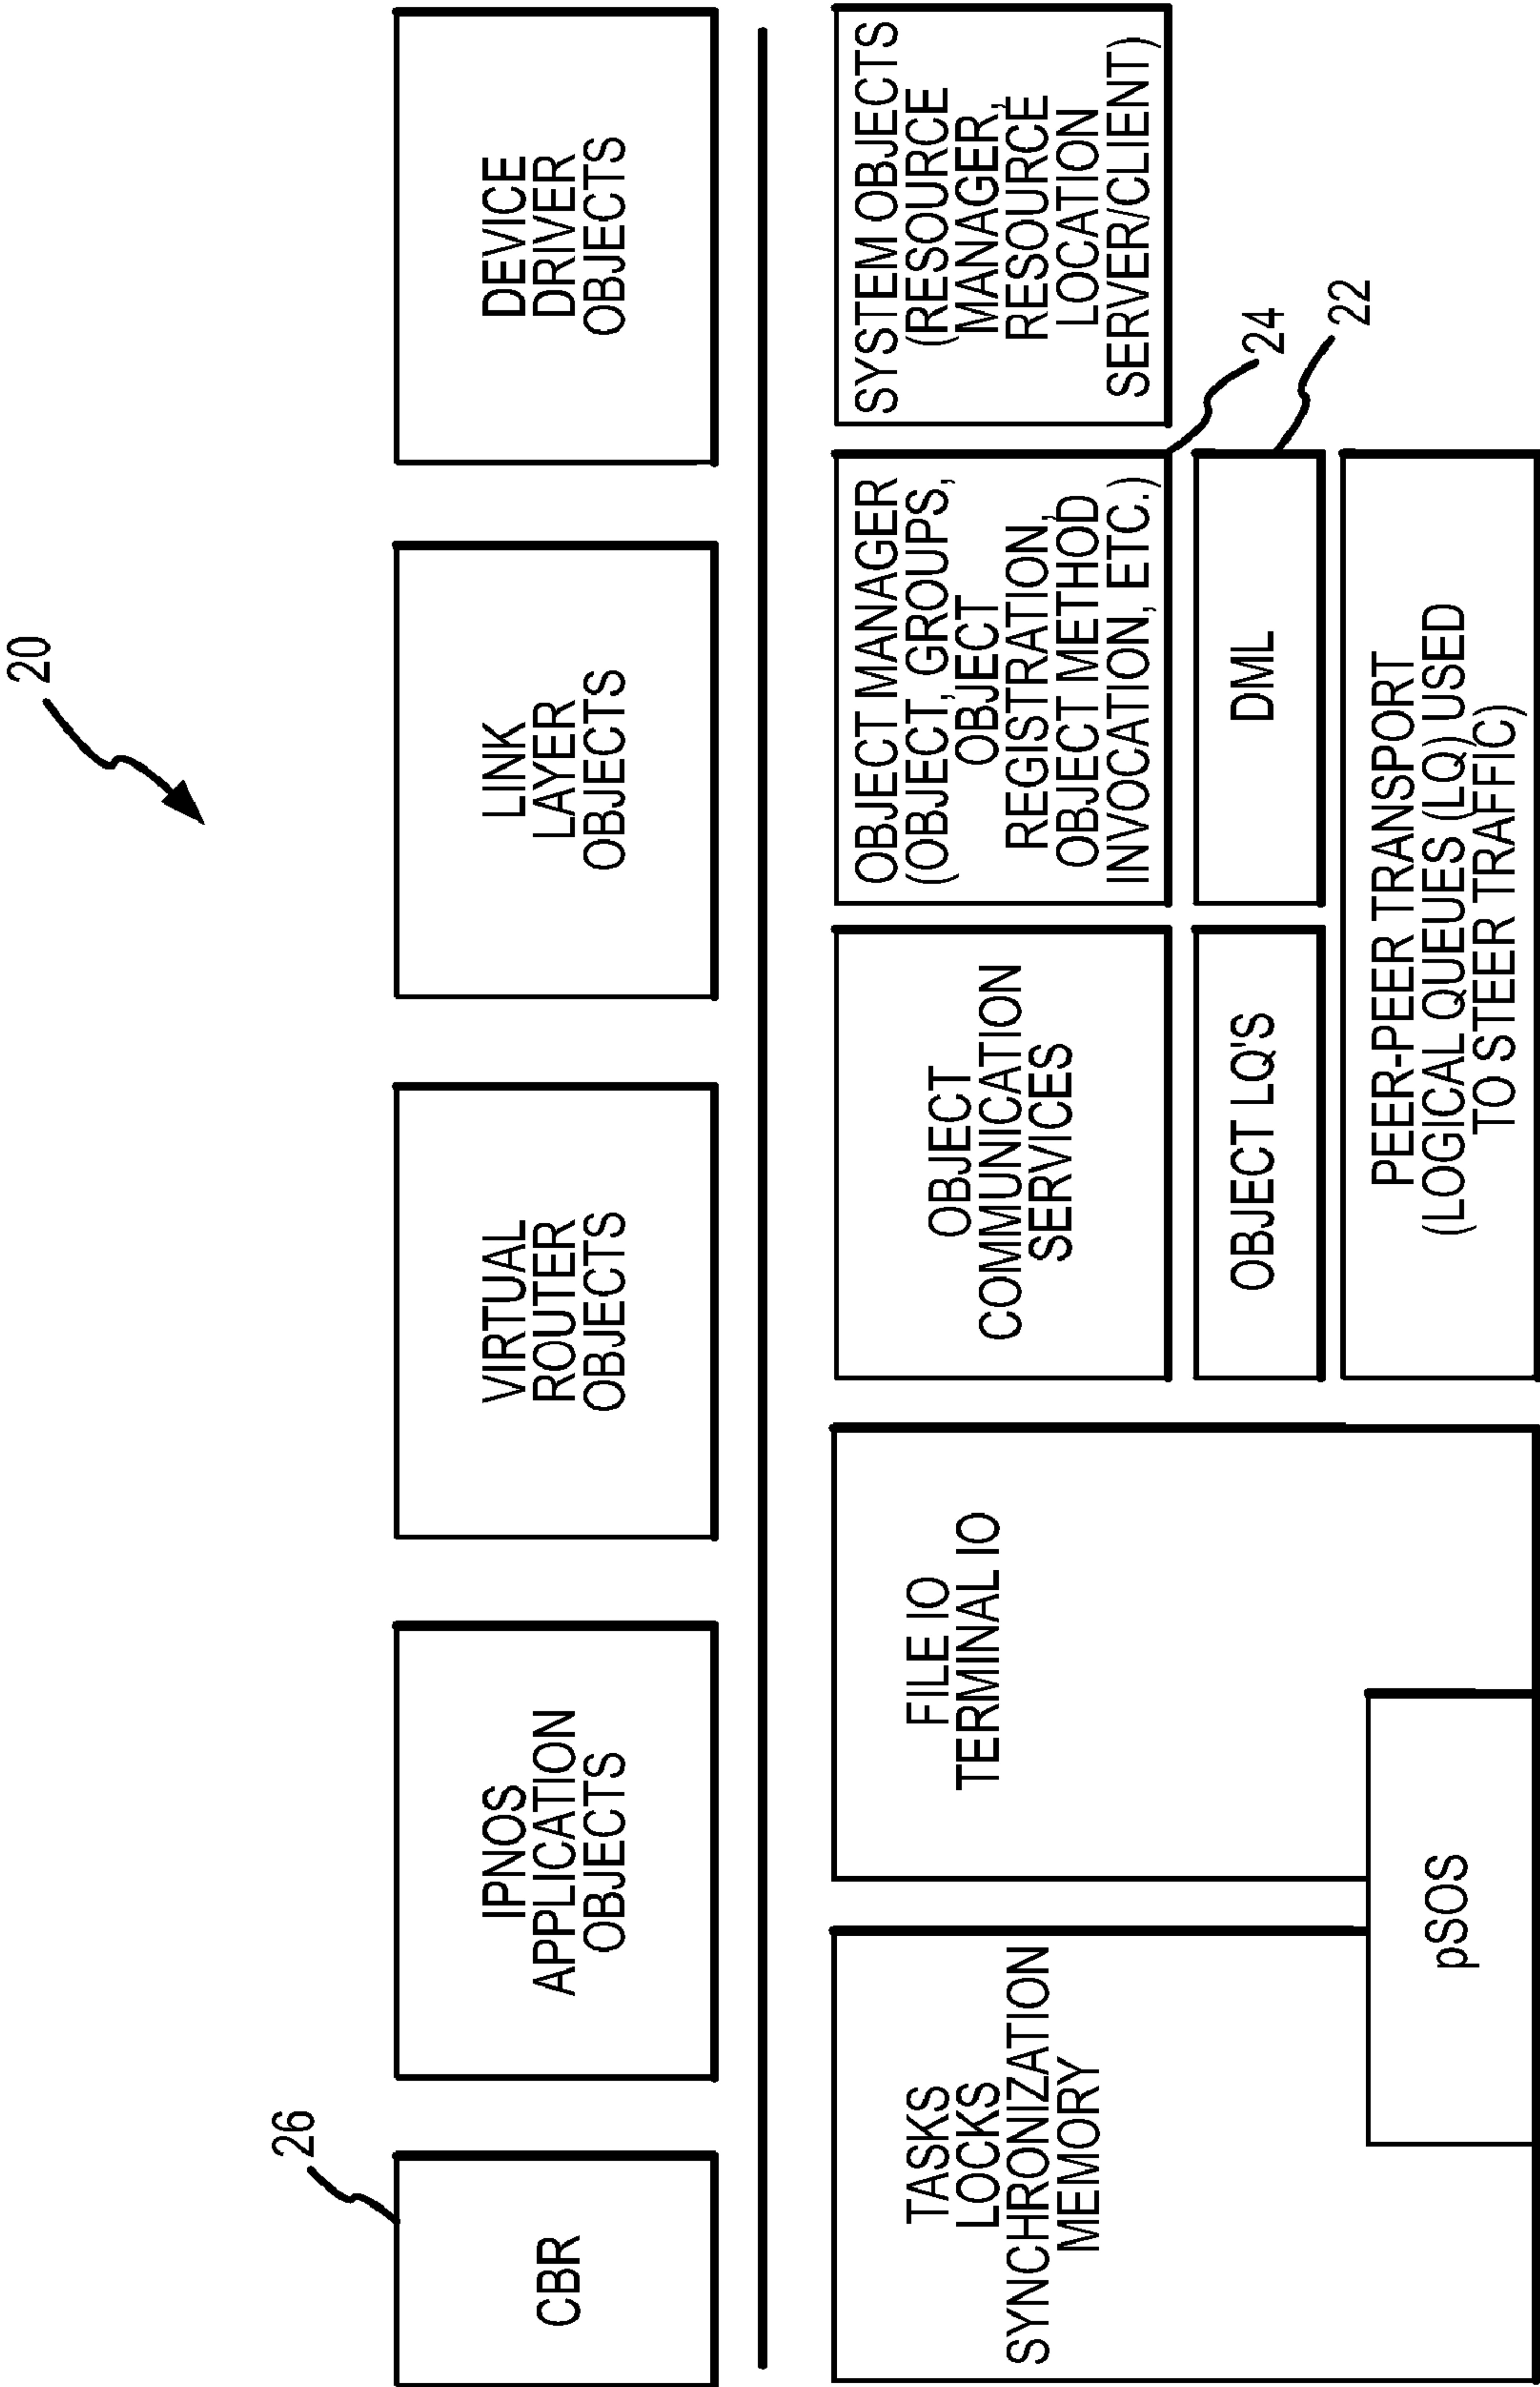 20
26
CBR
IPNOS
APPLICATION
OBJECTS
VIRTUAL
ROUTER
OBJECTS
LINK
LAYER
OBJECTS
DEVICE
DRIVER
OBJECTS
TASKS
LOCKS
SYNCHRONIZATION
MEMORY
FILE IO
TERMINAL IO
pSOS
OBJECT
COMMUNICATION
SERVICES
OBJECT MANAGER
(OBJECT, GROUPS,
OBJECT
REGISTRATION,
OBJECT METHOD
INVOCATION, ETC.)
SYSTEM OBJECTS
(RESOURCE
MANAGER,
RESOURCE
LOCATION
SERVER/CLIENT)
24
OBJECT LQ'S
DML
22
PEER-PEER TRANSPORT
(LOGICAL QUEUES (LQ) USED
TO STEER TRAFFIC)